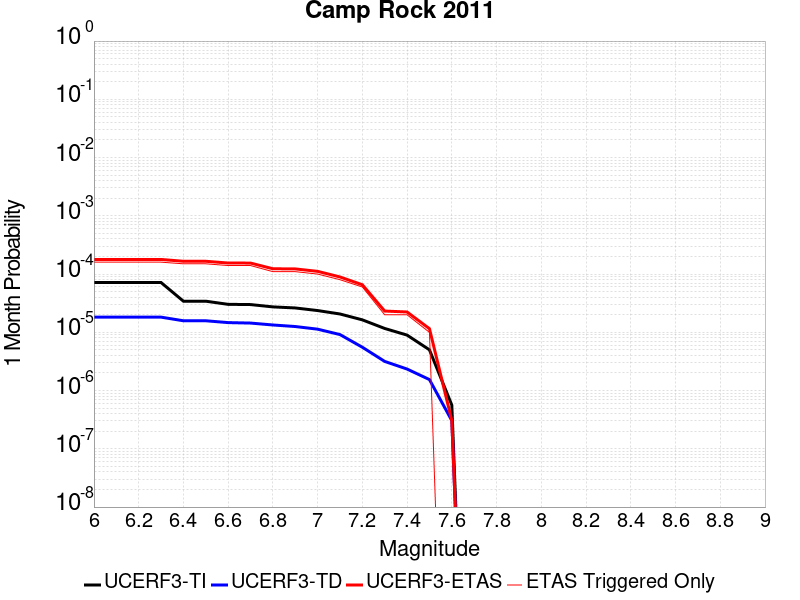 Camp Rock 2011
10^0
10^-1
10^-2
10^-3
10^-4
10^-5
10^-6
10^-7
10^-8
1 Month Probability
6 6.2 6.4 6.6 6.8 7 7.2 7.4 7.6 7.8 8 8.2 8.4 8.6 8.8 9
Magnitude
UCERF3-TI UCERF3-TD UCERF3-ETAS ETAS Triggered Only